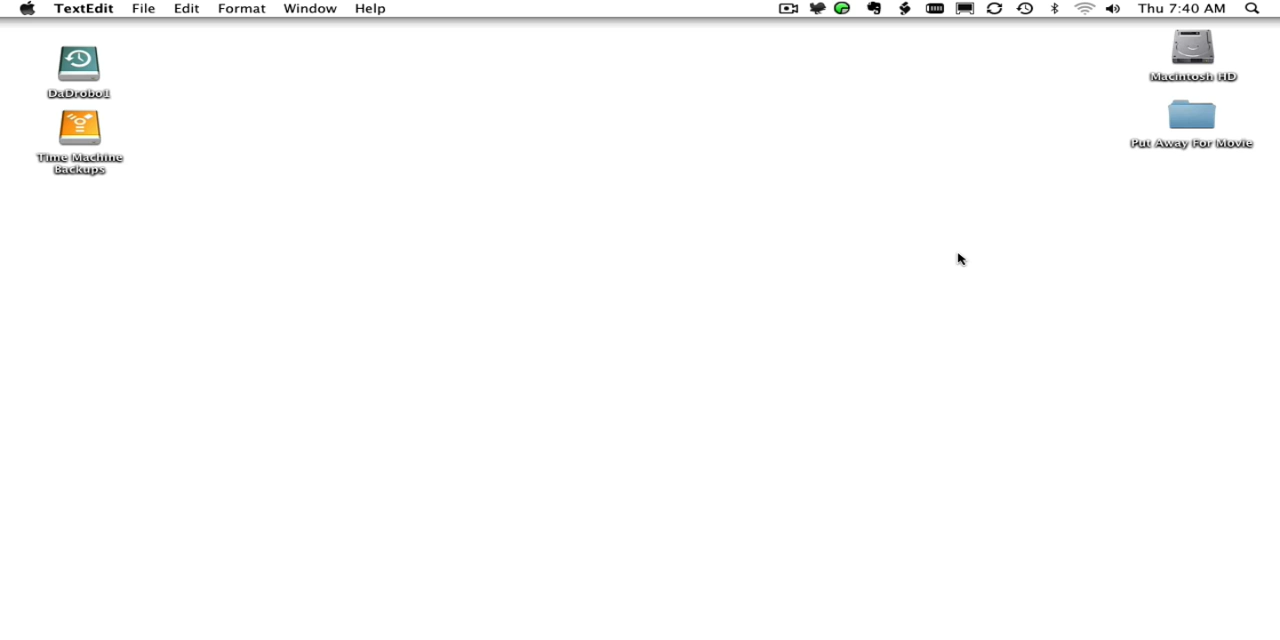 TextEdit File Edit Format Window Help Thu 7:40 AM
DaDrobo1
Time Machine
Backups
Macintosh HD
Put Away For Movie